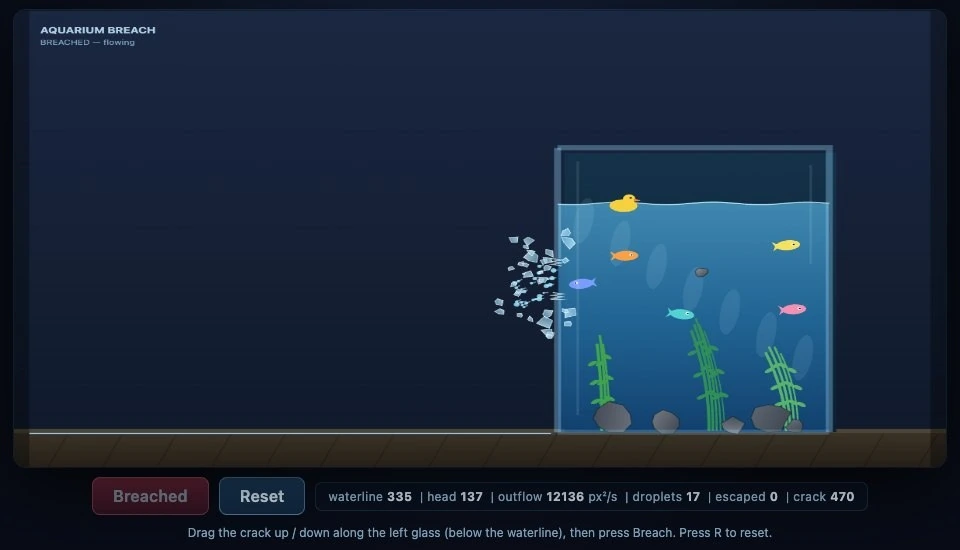 AQUARIUM BREACH
BREACHED — flowing
Breached
Reset
waterline 335 | head 137 | outflow 12136 px²/s | droplets 17 | escaped 0 | crack 470
Drag the crack up / down along the left glass (below the waterline), then press Breach. Press R to reset.